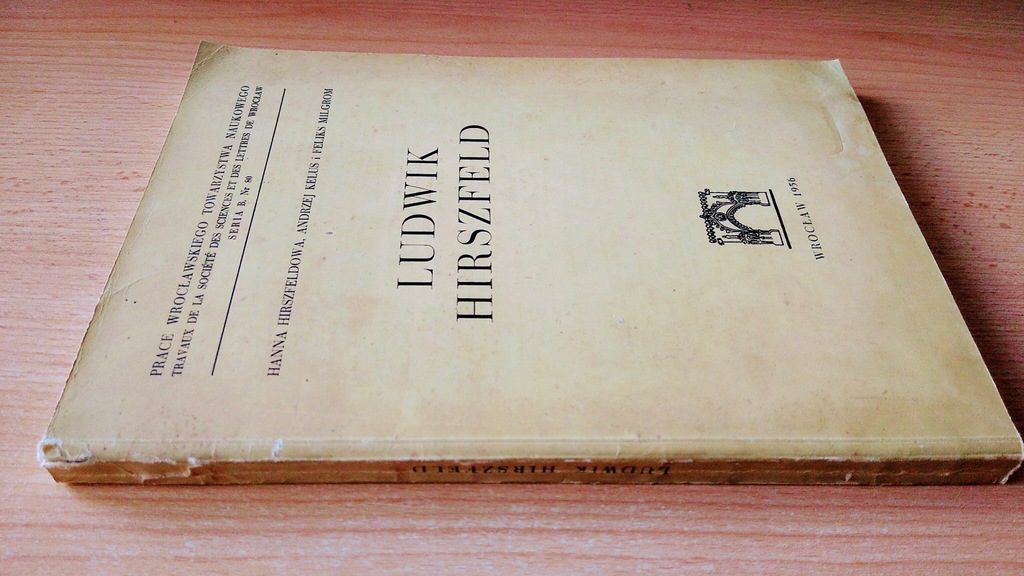 PRACE WROCŁAWSKIEGO TOWARZYSTWA NAUKOWEGO
TRAVAUX DE LA SOCIÉTÉ DES SCIENCES ET DES LETTRES DE WROCŁAW
SERIA B. Nr 80
HANNA HIRSZFELDOWA, ANDRZEJ KELUS i FELIKS MILGROM
LUDWIK
HIRSZFELD
WROCŁAW 1956
LUDWIK HIRSZFELD